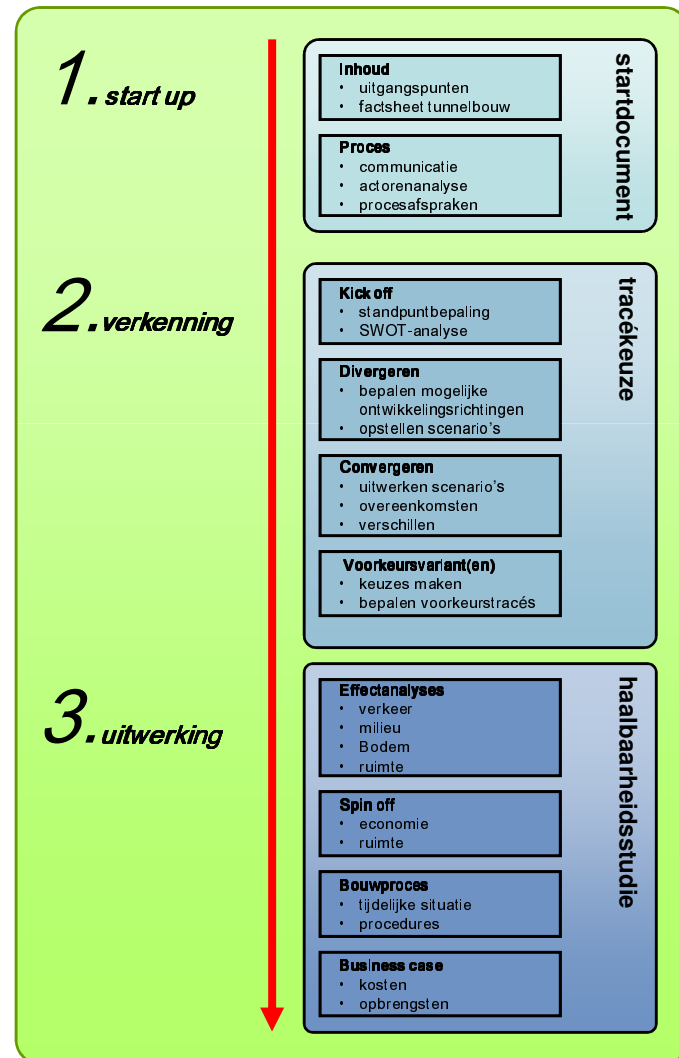 1. start up
startdocument
Inhoud
• uitgangspunten
• factsheet tunnelbouw
Proces
• communicatie
• actorenanalyse
• procesafspraken
2. verkenning
tracékeuze
Kick off
• standpuntbepaling
• SWOT-analyse
Divergeren
• bepalen mogelijke
ontwikkelingsrichtingen
• opstellen scenario's
Convergeren
• uitwerken scenario's
• overeenkomsten
• verschillen
Voorkeursvariant(en)
• keuzes maken
• bepalen voorkeurstracés
3. uitwerking
haalbaarheidsstudie
Effectanalyses
• verkeer
• milieu
• Bodem
• ruimte
Spin off
• economie
• ruimte
Bouwproces
• tijdelijke situatie
• procedures
Business case
• kosten
• opbrengsten